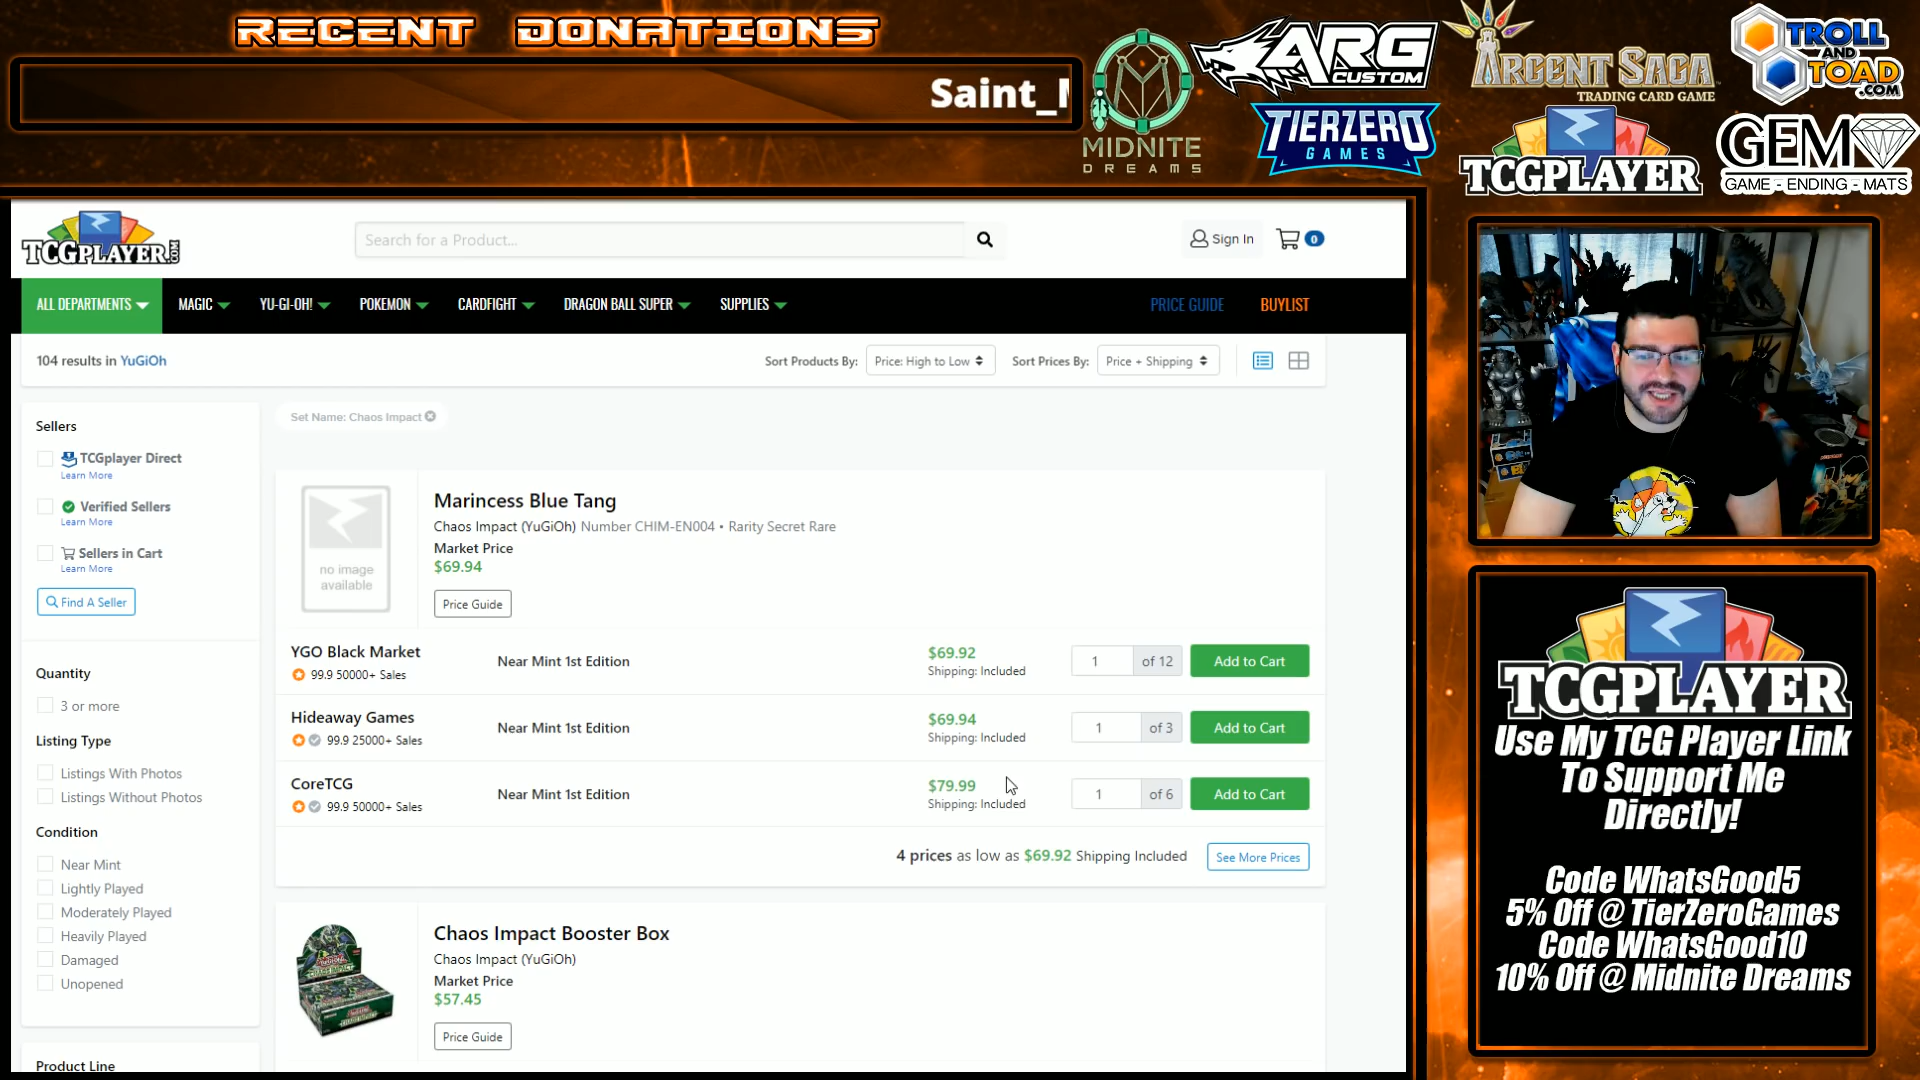 RECENT DONATIONS
Saint_
MIDNITE
DREAMS
ARG
CUSTOM
TIERZERO
GAMES
ARGENT SAGA
TRADING CARD GAME
TROLL
AND
TOAD
.COM
TCGPLAYER
GEM
GAME-ENDING-MATS
TCGPLAYER.COM
Search for a Product...
Sign In
0
ALL DEPARTMENTS
MAGIC
YU-GI-OH!
POKEMON
CARDFIGHT
DRAGON BALL SUPER
SUPPLIES
PRICE GUIDE
BUYLIST
104 results in YuGiOh
Sort Products By: Price: High to Low
Sort Prices By: Price + Shipping
Sellers
TCGplayer Direct
Learn More
Verified Sellers
Learn More
Sellers in Cart
Learn More
Find A Seller
Quantity
3 or more
Listing Type
Listings With Photos
Listings Without Photos
Condition
Near Mint
Lightly Played
Moderately Played
Heavily Played
Damaged
Unopened
Product Line
Set Name: Chaos Impact
no image
available
Marincess Blue Tang
Chaos Impact (YuGiOh) Number CHIM-EN004 • Rarity Secret Rare
Market Price
$69.94
Price Guide
YGO Black Market
99.9 50000+ Sales
Near Mint 1st Edition
$69.92
Shipping: Included
1 of 12
Add to Cart
Hideaway Games
99.9 25000+ Sales
Near Mint 1st Edition
$69.94
Shipping: Included
1 of 3
Add to Cart
CoreTCG
99.9 50000+ Sales
Near Mint 1st Edition
$79.99
Shipping: Included
1 of 6
Add to Cart
4 prices as low as $69.92 Shipping Included
See More Prices
Chaos Impact Booster Box
Chaos Impact (YuGiOh)
Market Price
$57.45
Price Guide
TCGPLAYER
Use My TCG Player Link
To Support Me
Directly!
Code WhatsGood5
5% Off @ TierZeroGames
Code WhatsGood10
10% Off @ Midnite Dreams